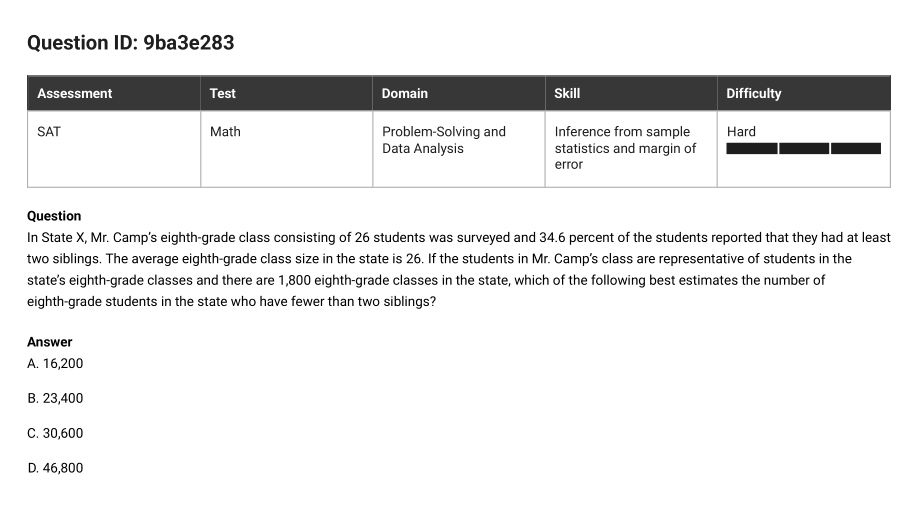 Question ID: 9ba3e283
Assessment
Test
Domain
Skill
Difficulty
SAT
Math
Problem-Solving and
Data Analysis
Inference from sample
statistics and margin of
error
Hard
Question
In State X, Mr. Camp’s eighth-grade class consisting of 26 students was surveyed and 34.6 percent of the students reported that they had at least
two siblings. The average eighth-grade class size in the state is 26. If the students in Mr. Camp’s class are representative of students in the
state’s eighth-grade classes and there are 1,800 eighth-grade classes in the state, which of the following best estimates the number of
eighth-grade students in the state who have fewer than two siblings?
Answer
A. 16,200
B. 23,400
C. 30,600
D. 46,800